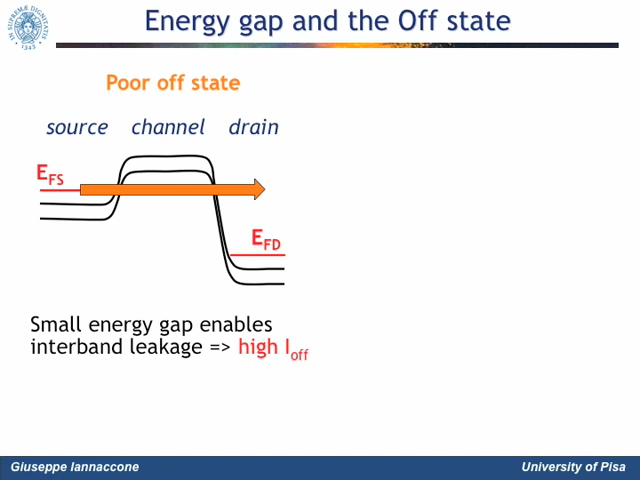 Energy gap and the Off state
Poor off state
source channel drain
EFS
EFD
Small energy gap enables
interband leakage => high Ioff
Giuseppe Iannaccone
University of Pisa